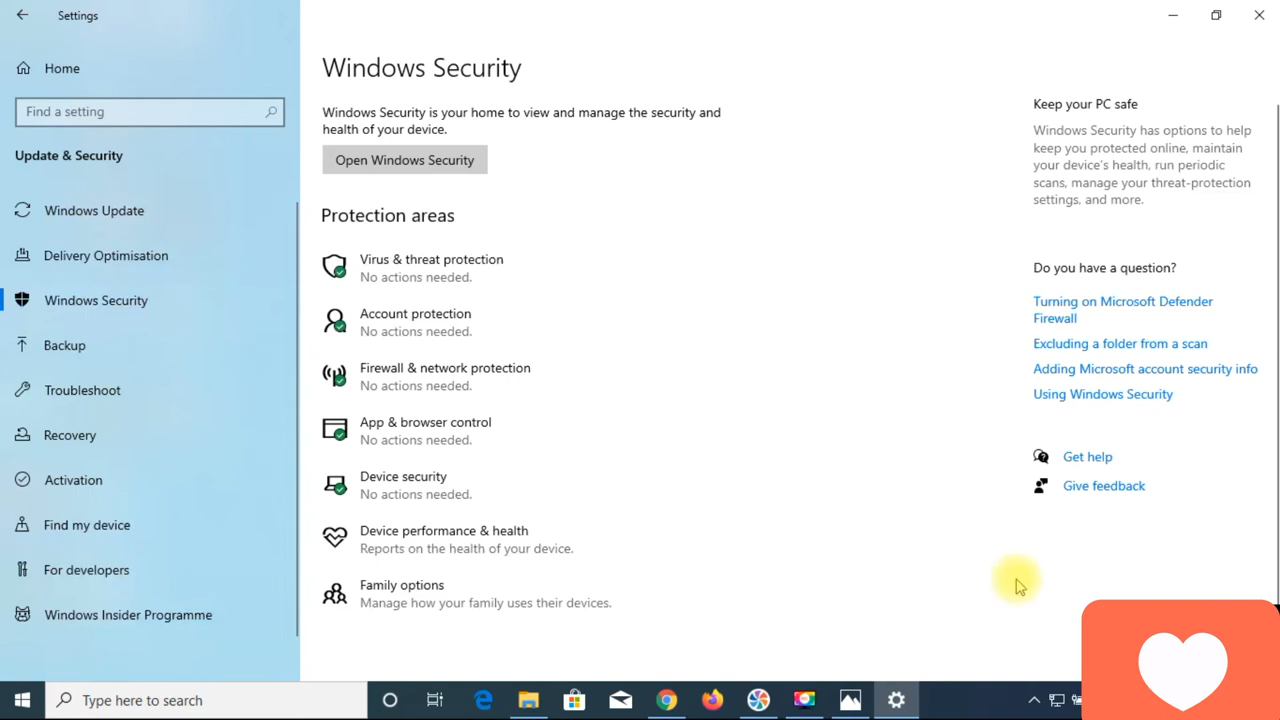 Settings
Home
Find a setting
Update & Security
Windows Update
Delivery Optimisation
Windows Security
Backup
Troubleshoot
Recovery
Activation
Find my device
For developers
Windows Insider Programme
Windows Security
Windows Security is your home to view and manage the security and
health of your device.
Open Windows Security
Protection areas
Virus & threat protection
No actions needed.
Account protection
No actions needed.
Firewall & network protection
No actions needed.
App & browser control
No actions needed.
Device security
No actions needed.
Device performance & health
Reports on the health of your device.
Family options
Manage how your family uses their devices.
Keep your PC safe
Windows Security has options to help
keep you protected online, maintain
your device's health, run periodic
scans, manage your threat-protection
settings, and more.
Do you have a question?
Turning on Microsoft Defender
Firewall
Excluding a folder from a scan
Adding Microsoft account security info
Using Windows Security
Get help
Give feedback
Type here to search